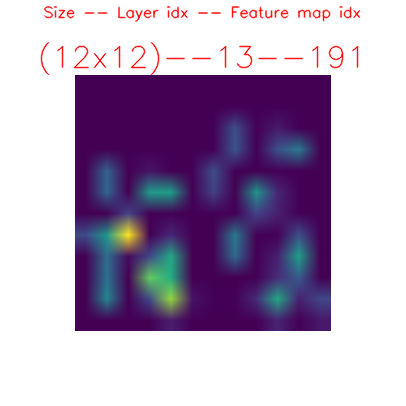 Size -- Layer idx -- Feature map idx
(12x12)--13--191